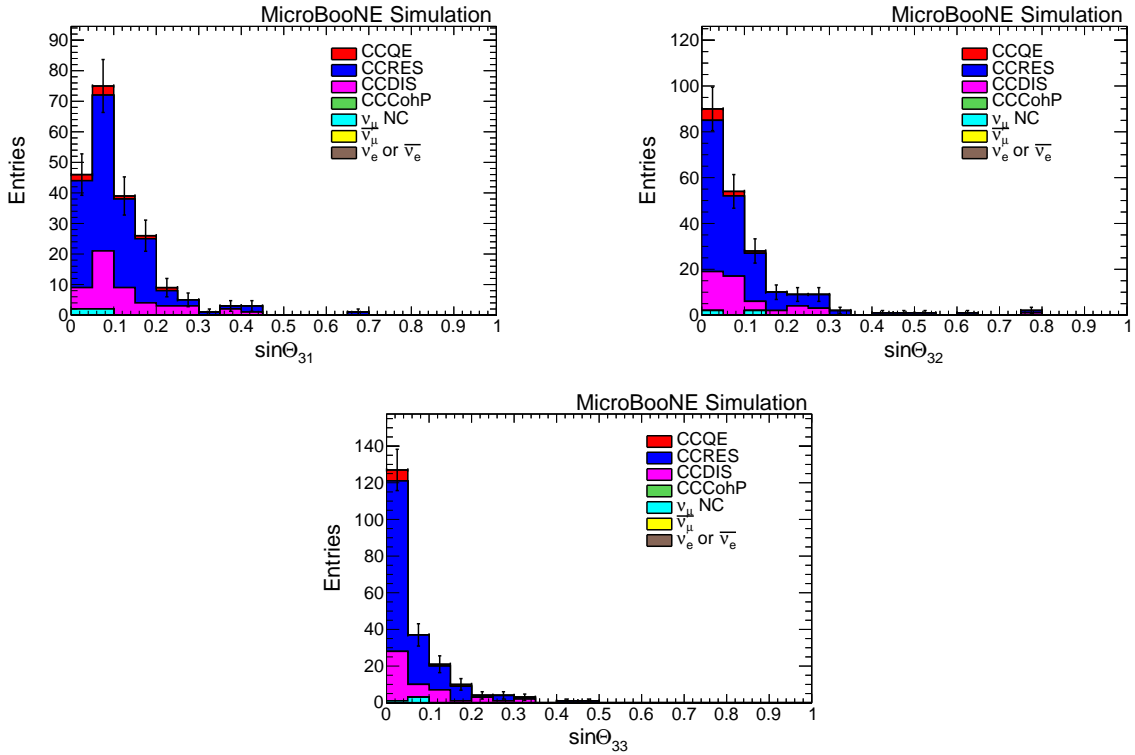 MicroBooNE Simulation
90
80
70
60
50
40
30
20
10
0
Entries
CCQE
CCRES
CCDIS
CCCohP
ν_μ NC
ν̅_μ
ν_e or ν̅_e
0 0.1 0.2 0.3 0.4 0.5 0.6 0.7 0.8 0.9 1
sinΘ_31
MicroBooNE Simulation
120
100
80
60
40
20
0
Entries
CCQE
CCRES
CCDIS
CCCohP
ν_μ NC
ν̅_μ
ν_e or ν̅_e
0 0.1 0.2 0.3 0.4 0.5 0.6 0.7 0.8 0.9 1
sinΘ_32
MicroBooNE Simulation
140
120
100
80
60
40
20
0
Entries
CCQE
CCRES
CCDIS
CCCohP
ν_μ NC
ν̅_μ
ν_e or ν̅_e
0 0.1 0.2 0.3 0.4 0.5 0.6 0.7 0.8 0.9 1
sinΘ_33